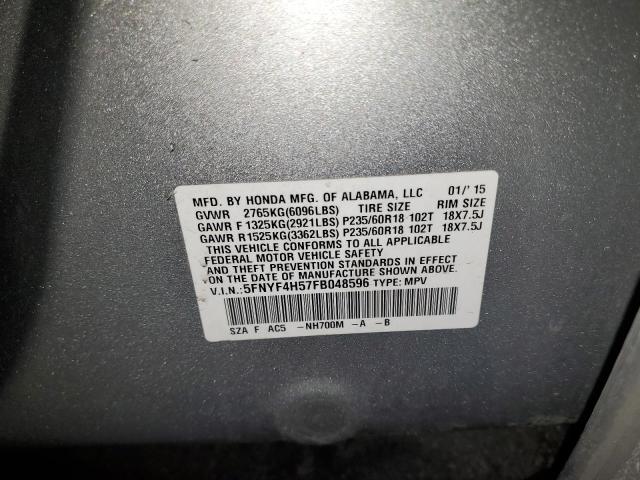 MFD. BY HONDA MFG. OF ALABAMA, LLC 01/'15
GVWR 2765KG(6096LBS) TIRE SIZE RIM SIZE
GAWR F 1325KG(2921LBS) P235/60R18 102T 18X7.5J
GAWR R 1525KG(3362LBS) P235/60R18 102T 18X7.5J
THIS VEHICLE CONFORMS TO ALL APPLICABLE
FEDERAL MOTOR VEHICLE SAFETY
AND THEFT PREVENTION STANDARDS IN EFFECT
ON THE DATE OF MANUFACTURE SHOWN ABOVE.
V.I.N.:5FNYF4H57FB048596 TYPE: MPV
SZA F AC5 -NH700M -A -B